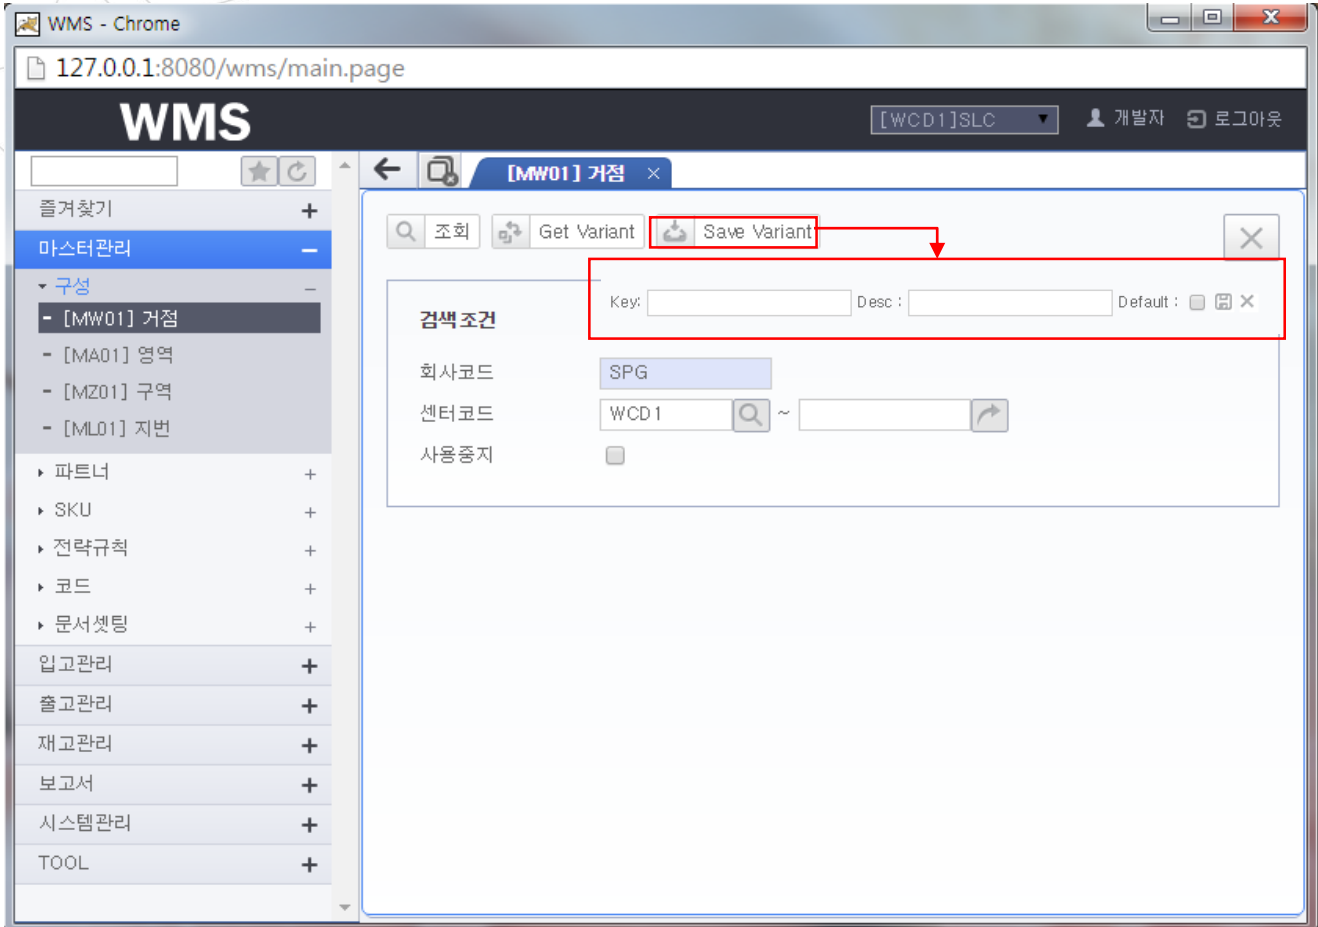 WMS - Chrome
127.0.0.1:8080/wms/main.page
WMS
[WCD1]SLC
개발자
로그아웃
[MW01] 거점
즐겨찾기
마스터관리
구성
- [MW01] 거점
- [MA01] 영역
- [MZ01] 구역
- [ML01] 지번
파트너
SKU
전략규칙
코드
문서셋팅
입고관리
출고관리
재고관리
보고서
시스템관리
TOOL
조회
Get Variant
Save Variant
Key:
Desc :
Default :
검색조건
회사코드 SPG
센터코드 WCD1 ~
사용중지